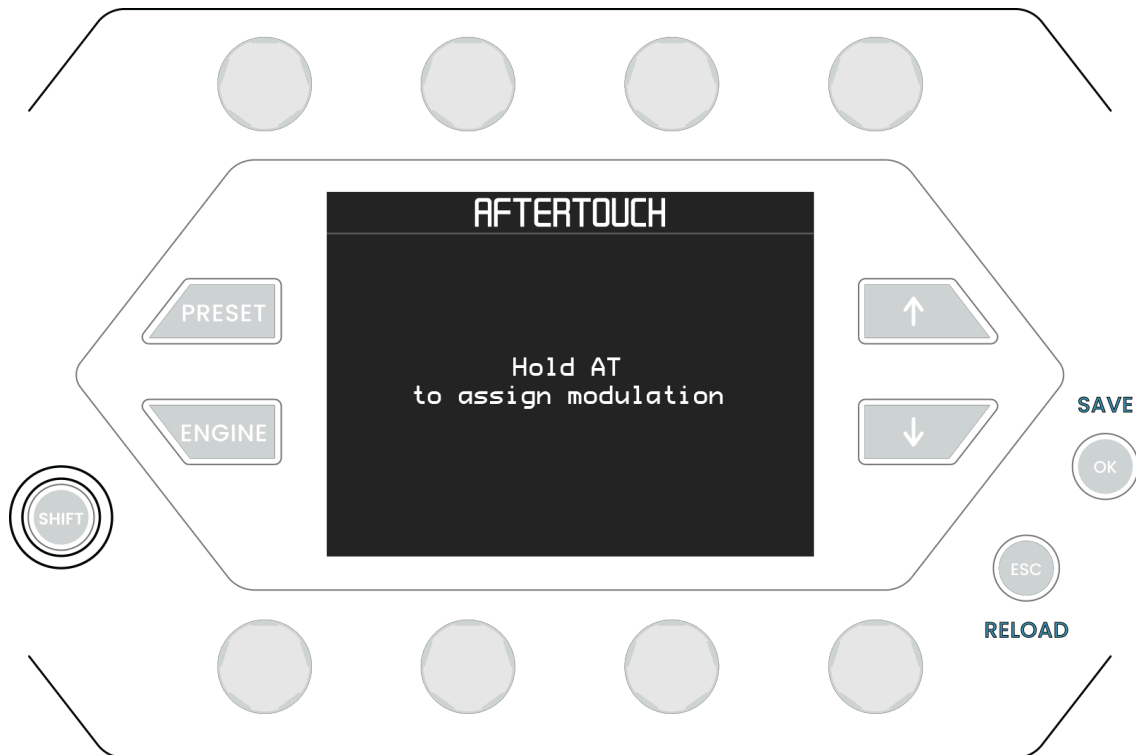 AFTERTOUCH
PRESET
↑
Hold AT
to assign modulation
SAVE
ENGINE
↓
OK
SHIFT
ESC
RELOAD